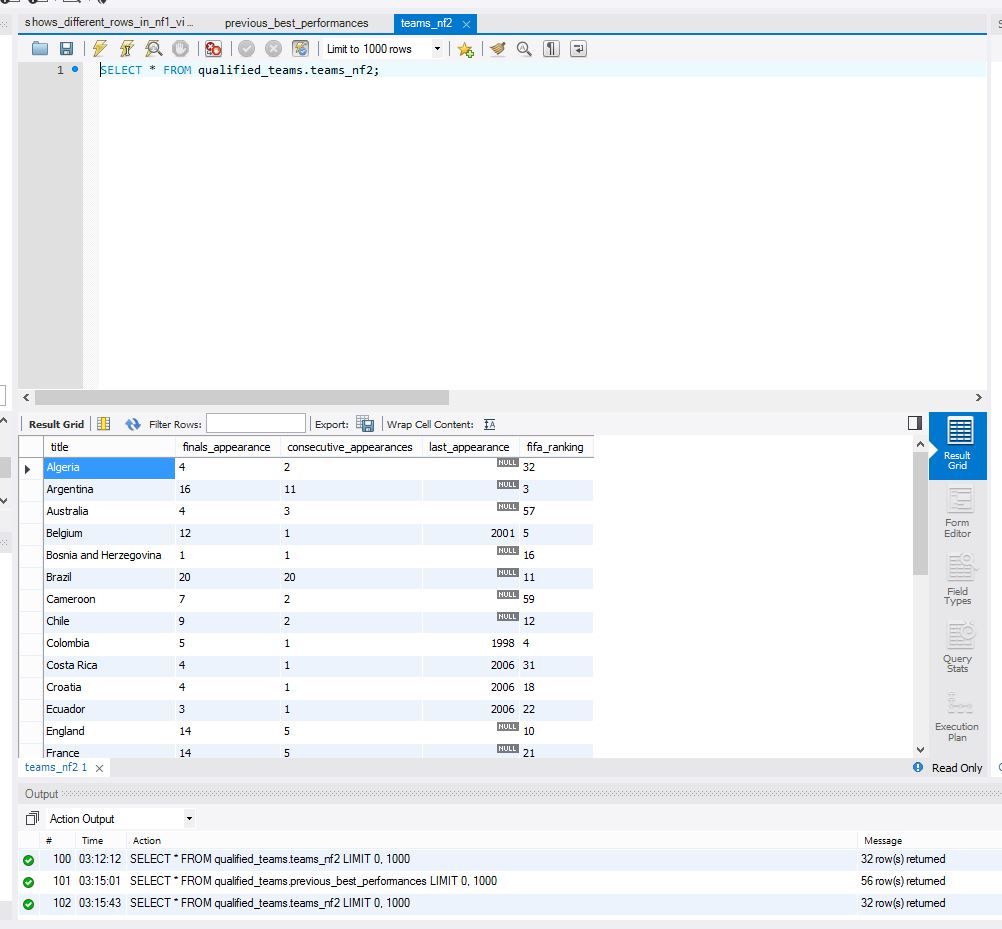 shows_different_rows_in_nf1_vi... previous_best_performances teams_nf2
Limit to 1000 rows
1 SELECT * FROM qualified_teams.teams_nf2;
Result Grid Filter Rows: Export: Wrap Cell Content:
title finals_appearance consecutive_appearances last_appearance fifa_ranking
Algeria 4 2 NULL 32
Argentina 16 11 NULL 3
Australia 4 3 NULL 57
Belgium 12 1 2001 5
Bosnia and Herzegovina 1 1 NULL 16
Brazil 20 20 NULL 11
Cameroon 7 2 NULL 59
Chile 9 2 NULL 12
Colombia 5 1 1998 4
Costa Rica 4 1 2006 31
Croatia 4 1 2006 18
Ecuador 3 1 2006 22
England 14 5 NULL 10
France 14 5 NULL 21
Result
Grid
Form
Editor
Field
Types
Query
Stats
Execution
Plan
teams_nf2 1 Read Only
Output
Action Output
# Time Action Message
100 03:12:12 SELECT * FROM qualified_teams.teams_nf2 LIMIT 0, 1000 32 row(s) returned
101 03:15:01 SELECT * FROM qualified_teams.previous_best_performances LIMIT 0, 1000 56 row(s) returned
102 03:15:43 SELECT * FROM qualified_teams.teams_nf2 LIMIT 0, 1000 32 row(s) returned